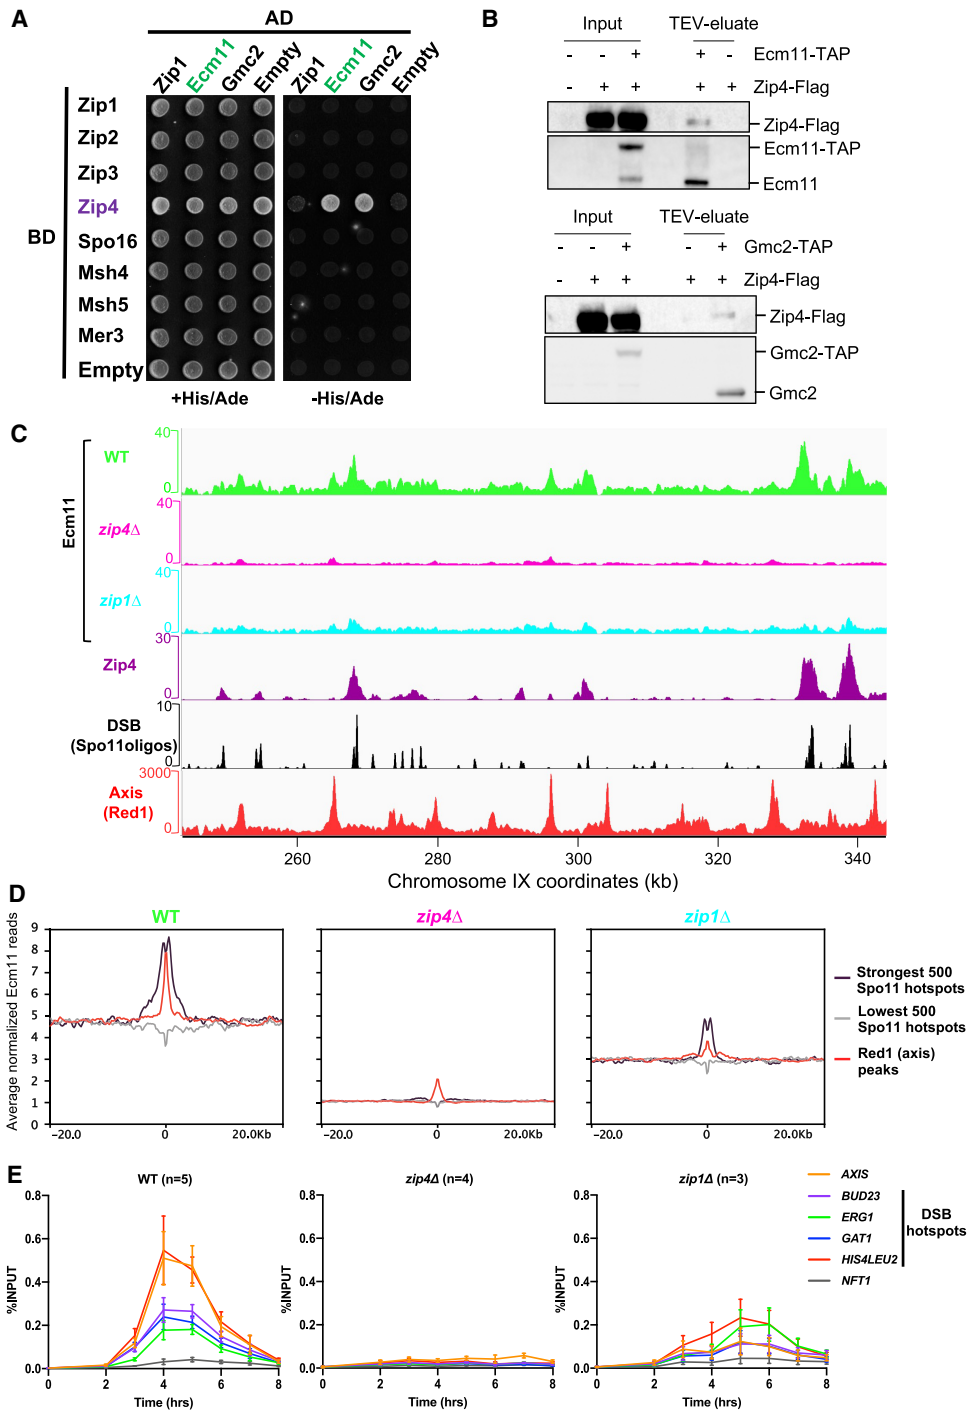 A
AD
Zip1 Ecm11 Gmc2 Empty Zip1 Ecm11 Gmc2 Empty
BD
Zip1
Zip2
Zip3
Zip4
Spo16
Msh4
Msh5
Mer3
Empty
+His/Ade -His/Ade
B
Input TEV-eluate
- - + + - Ecm11-TAP
- + + + + Zip4-Flag
Zip4-Flag
Ecm11-TAP
Ecm11
Input TEV-eluate
- - + - + Gmc2-TAP
- + + + + Zip4-Flag
Zip4-Flag
Gmc2-TAP
Gmc2
C
Ecm11
WT 40 0
zip4Δ 40 0
zip1Δ 40 0
Zip4 30 0
DSB
(Spo11oligos) 10 0
Axis
(Red1) 3000 0
260 280 300 320 340
Chromosome IX coordinates (kb)
D
WT zip4Δ zip1Δ
Average normalized Ecm11 reads
9
8
7
6
5
4
3
2
1
0
-20.0 0 20.0Kb -20.0 0 20.0Kb -20.0 0 20.0Kb
Strongest 500
Spo11 hotspots
Lowest 500
Spo11 hotspots
Red1 (axis)
peaks
E
WT (n=5) zip4Δ (n=4) zip1Δ (n=3)
%INPUT %INPUT %INPUT
0.8 0.8 0.8
0.6 0.6 0.6
0.4 0.4 0.4
0.2 0.2 0.2
0.0 0.0 0.0
0 2 4 6 8 0 2 4 6 8 0 2 4 6 8
Time (hrs) Time (hrs) Time (hrs)
AXIS
BUD23
ERG1
GAT1
HIS4LEU2
NFT1
DSB
hotspots